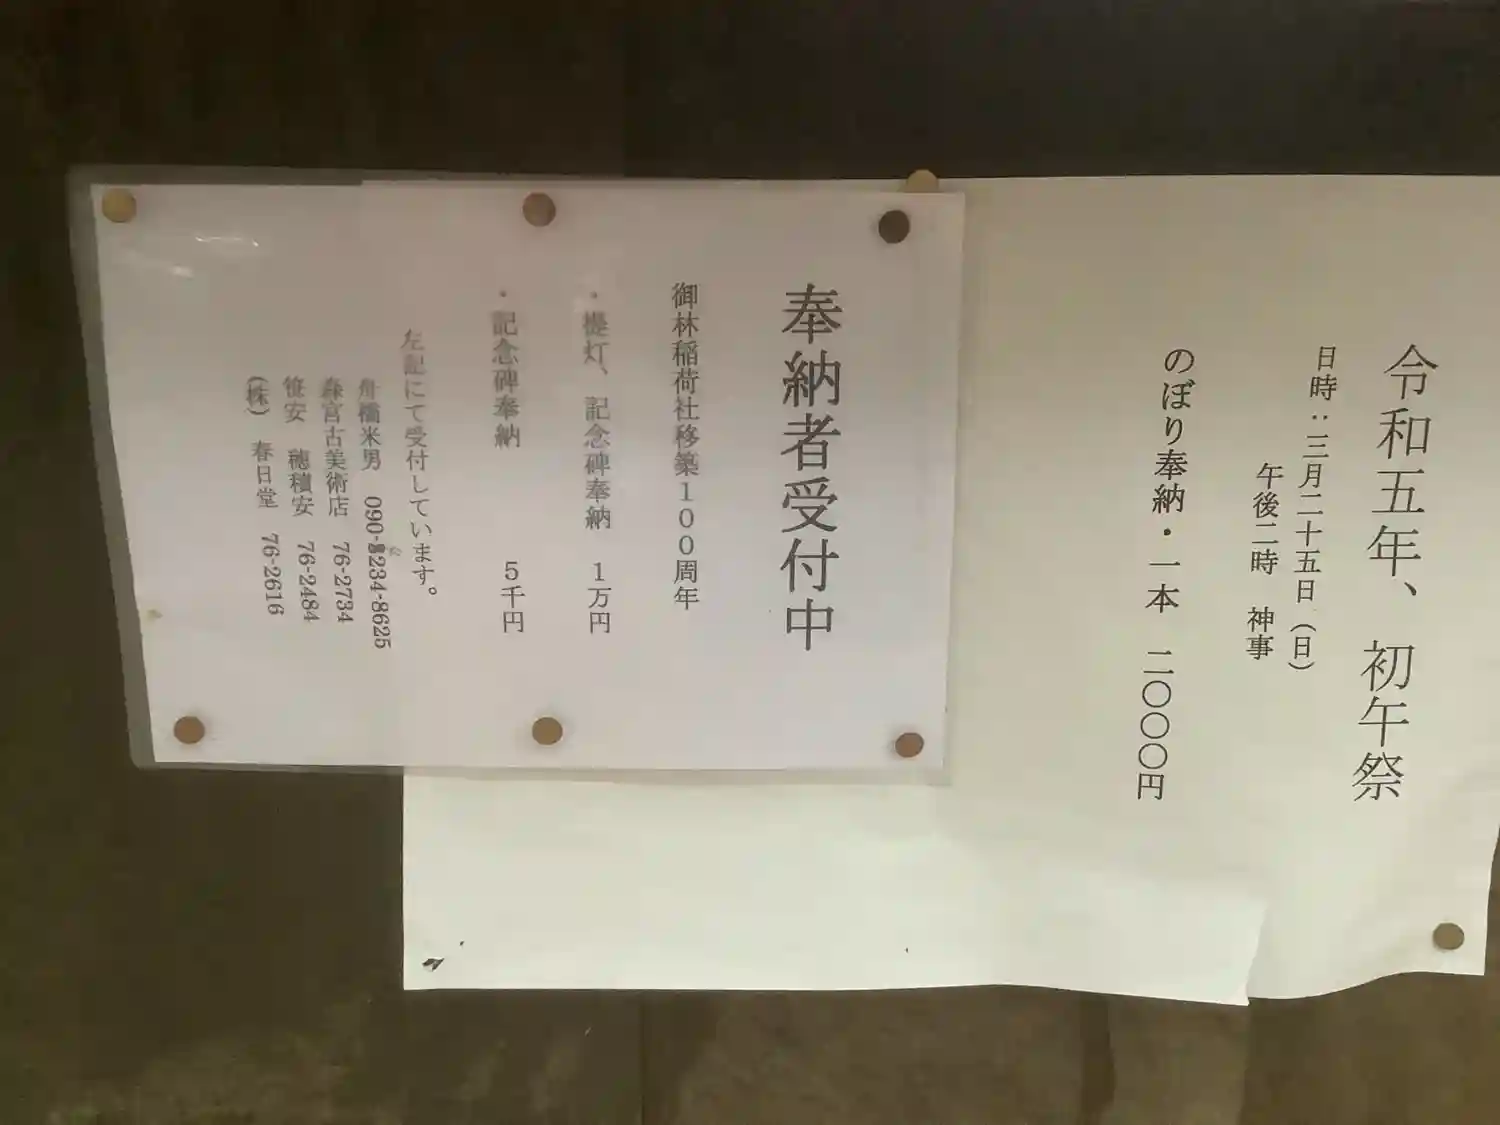 令和五年、初午祭
日時：三月二十五日（日）
午後二時　神事
のぼり奉納・一本　二〇〇〇円
奉納者受付中
御林稲荷社移築１００周年
・提灯、記念碑奉納　１万円
・記念碑奉納　５千円
左記にて受付しています。
舟橋米男　090-8234-8625
森宮古美術店　76-2734
笹安　穂積安　76-2484
（株）　春日堂　76-2616